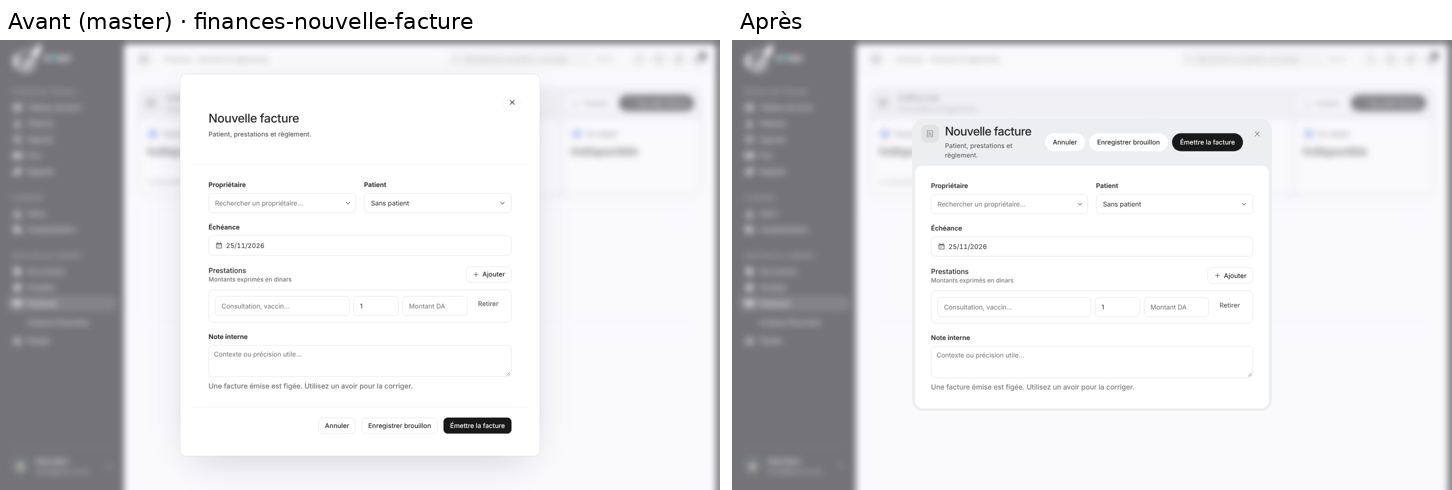 Avant (master) · finances-nouvelle-facture
Nouvelle facture
Patient, prestations et règlement.
Propriétaire
Patient
Rechercher un propriétaire...
Sans patient
Échéance
25/11/2026
Prestations
Montants exprimés en dinars
Ajouter
Consultation, vaccin...
1
Montant DA
Retirer
Note interne
Contexte ou précision utile...
Une facture émise est figée. Utilisez un avoir pour la corriger.
Annuler
Enregistrer brouillon
Émettre la facture
Après
Nouvelle facture
Patient, prestations et
règlement.
Annuler
Enregistrer brouillon
Émettre la facture
Propriétaire
Patient
Rechercher un propriétaire...
Sans patient
Échéance
25/11/2026
Prestations
Montants exprimés en dinars
Ajouter
Consultation, vaccin...
1
Montant DA
Retirer
Note interne
Contexte ou précision utile...
Une facture émise est figée. Utilisez un avoir pour la corriger.